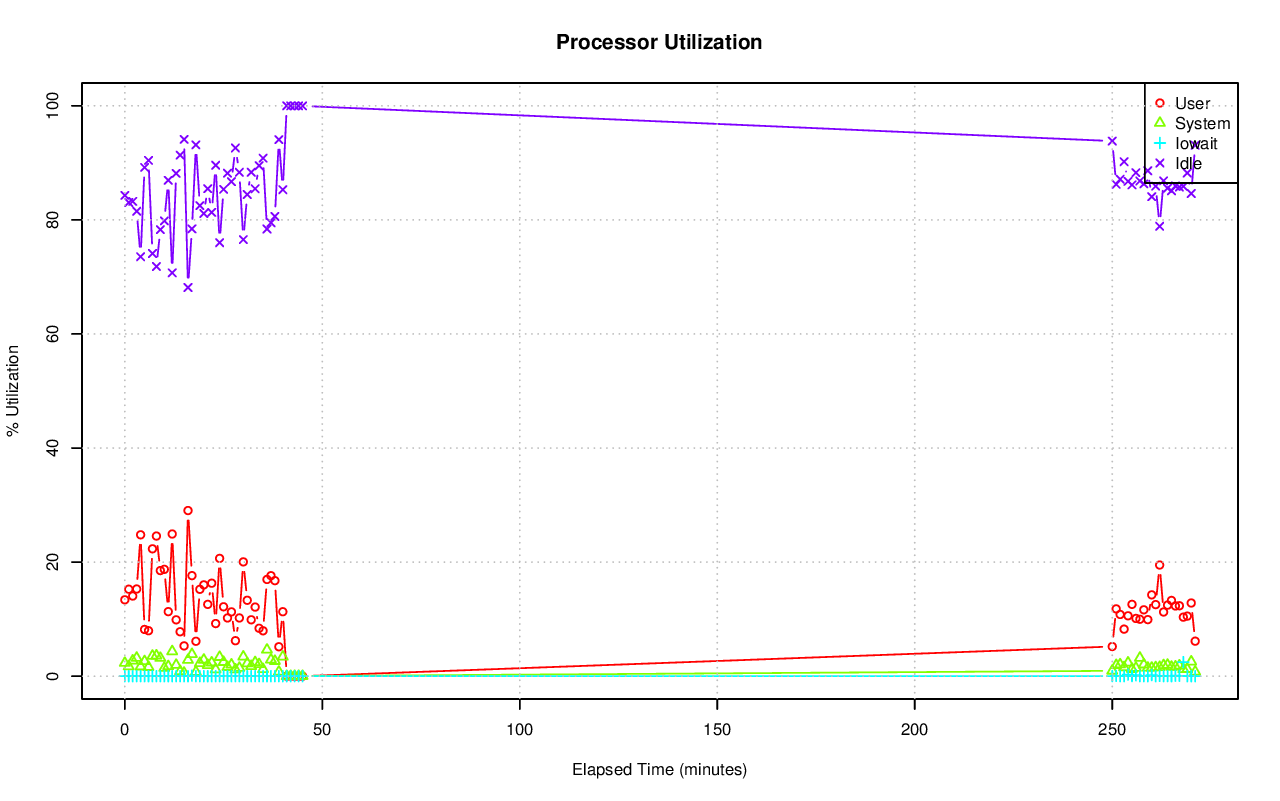 Processor Utilization
100
80
60
40
20
0
% Utilization
User
System
Iowait
Idle
0 50 100 150 200 250
Elapsed Time (minutes)